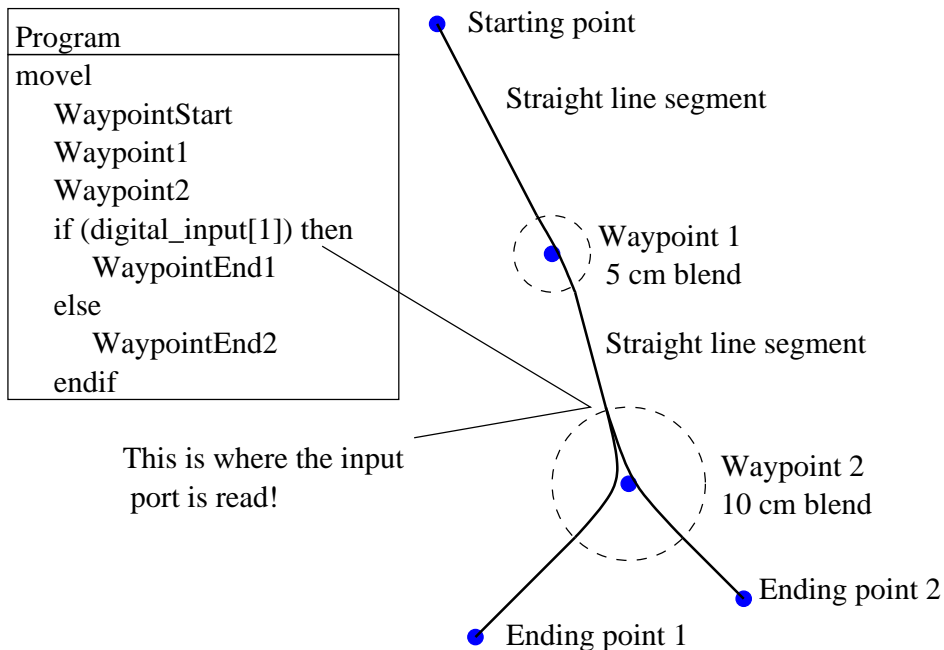 Program
movel
WaypointStart
Waypoint1
Waypoint2
if (digital_input[1]) then
WaypointEnd1
else
WaypointEnd2
endif
This is where the input
port is read!
Starting point
Straight line segment
Waypoint 1
5 cm blend
Straight line segment
Waypoint 2
10 cm blend
Ending point 2
Ending point 1